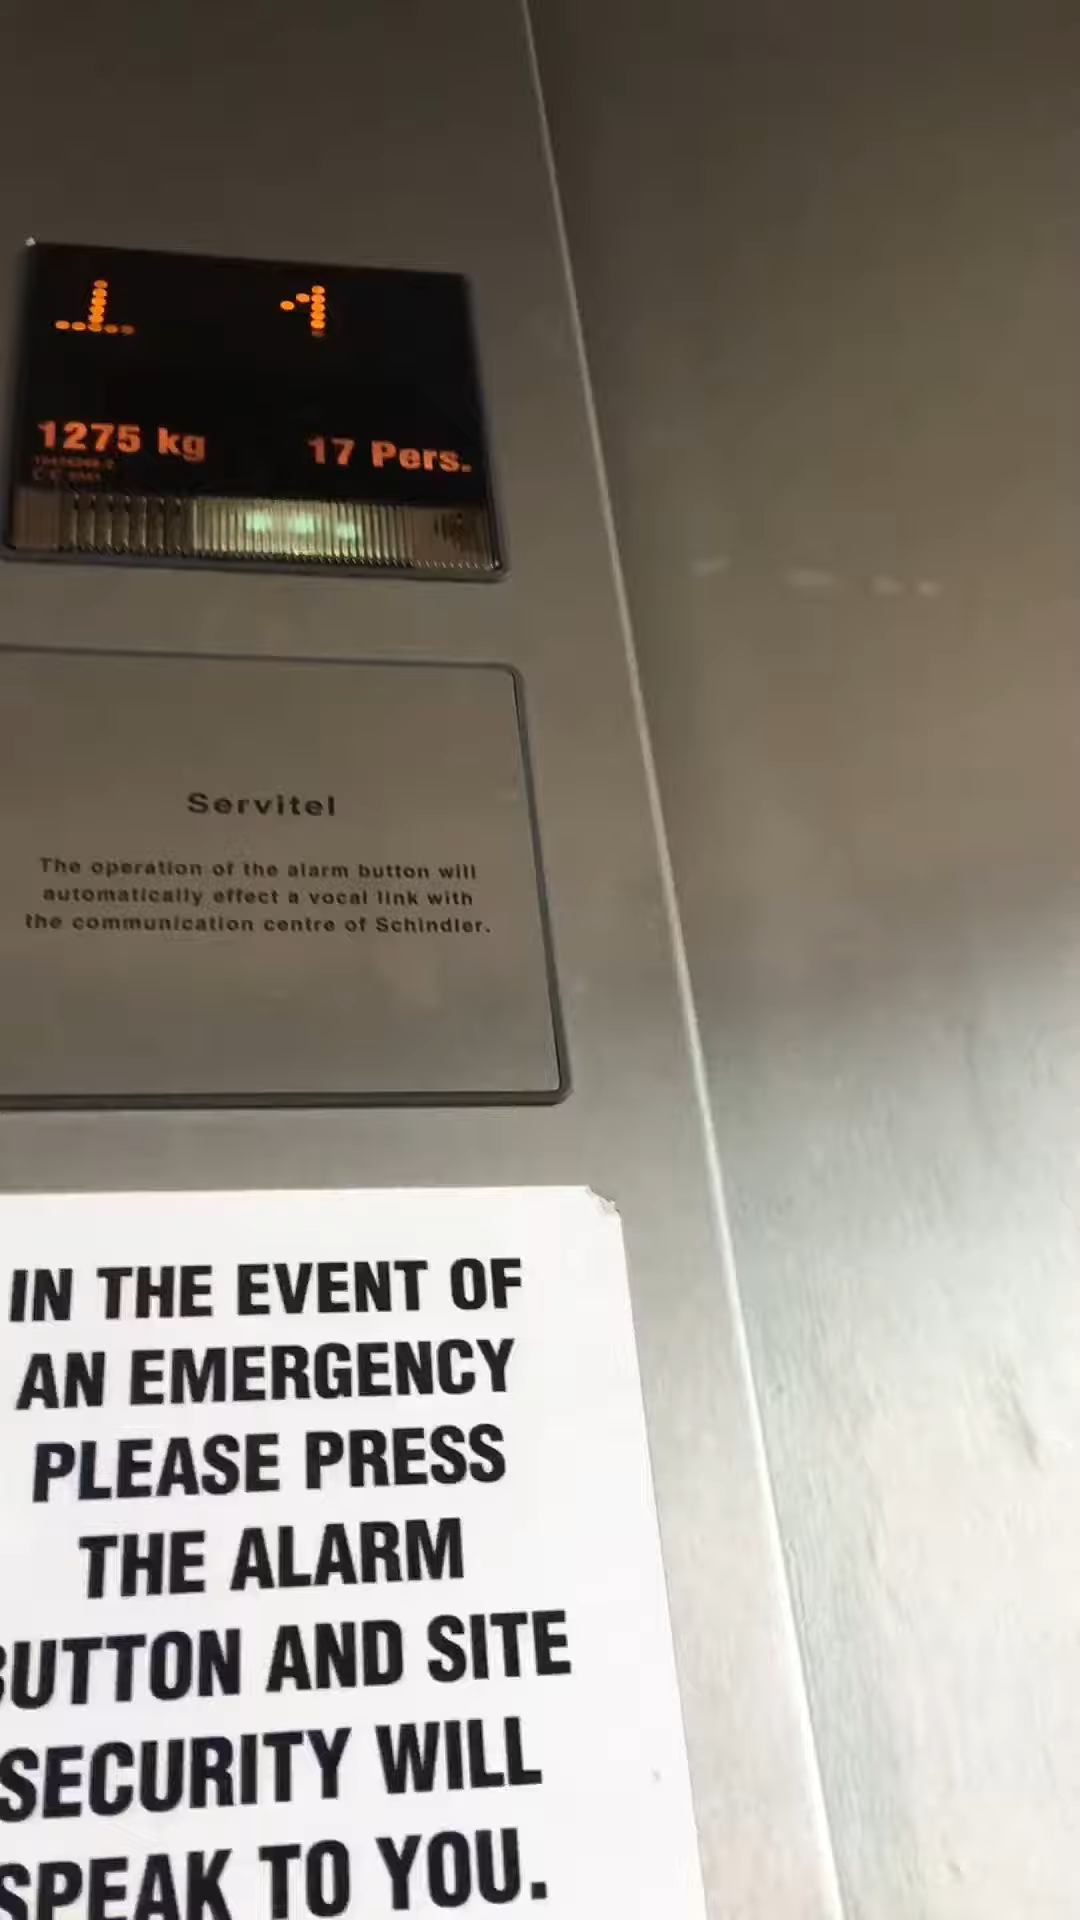 1275 kg 17 Pers.
Servitel
The operation of the alarm button will
automatically effect a vocal link with
the communication centre of Schindler.
IN THE EVENT OF
AN EMERGENCY
PLEASE PRESS
THE ALARM
BUTTON AND SITE
SECURITY WILL
SPEAK TO YOU.